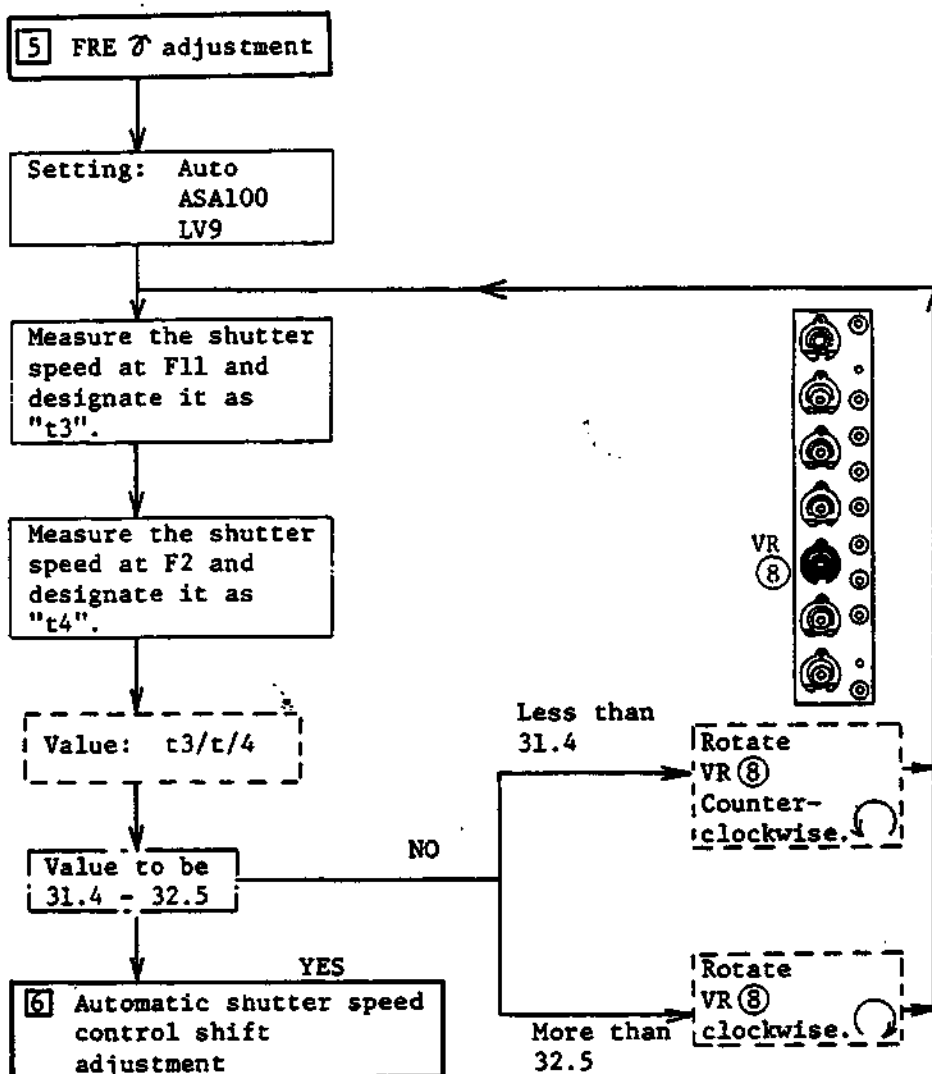 5 FRE γ adjustment
Setting: Auto
ASA100
LV9
Measure the shutter
speed at F11 and
designate it as
"t3".
Measure the shutter
speed at F2 and
designate it as
"t4".
Value: t3/t/4
Value to be
31.4 - 32.5
NO
YES
6 Automatic shutter speed
control shift
adjustment
VR
8
Less than
31.4
Rotate
VR 8
Counter-
clockwise.
More than
32.5
Rotate
VR 8
clockwise.